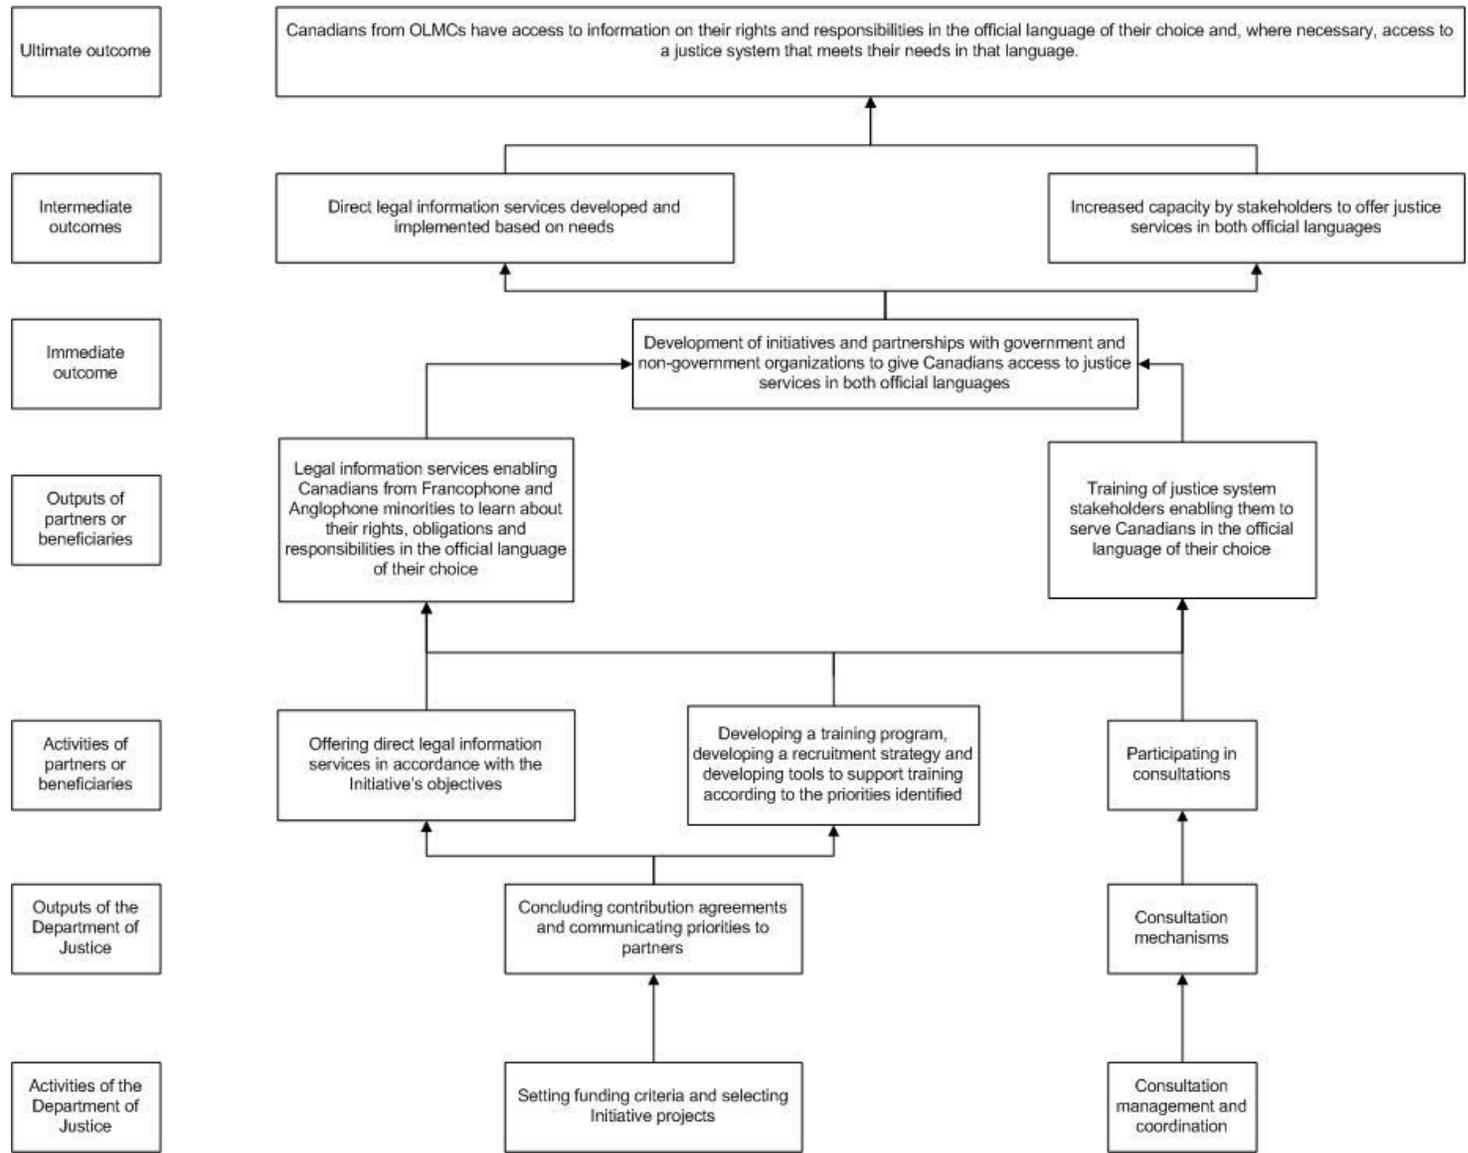 Ultimate outcome
Canadians from OLMCs have access to information on their rights and responsibilities in the official language of their choice and, where necessary, access to
a justice system that meets their needs in that language.
Intermediate
outcomes
Direct legal information services developed and
implemented based on needs
Increased capacity by stakeholders to offer justice
services in both official languages
Immediate
outcome
Development of initiatives and partnerships with government and
non-government organizations to give Canadians access to justice
services in both official languages
Outputs of
partners or
beneficiaries
Legal information services enabling
Canadians from Francophone and
Anglophone minorities to learn about
their rights, obligations and
responsibilities in the official language
of their choice
Training of justice system
stakeholders enabling them to
serve Canadians in the official
language of their choice
Activities of
partners or
beneficiaries
Offering direct legal information
services in accordance with the
Initiative's objectives
Developing a training program,
developing a recruitment strategy and
developing tools to support training
according to the priorities identified
Participating in
consultations
Outputs of the
Department of
Justice
Concluding contribution agreements
and communicating priorities to
partners
Consultation
mechanisms
Activities of the
Department of
Justice
Setting funding criteria and selecting
Initiative projects
Consultation
management and
coordination